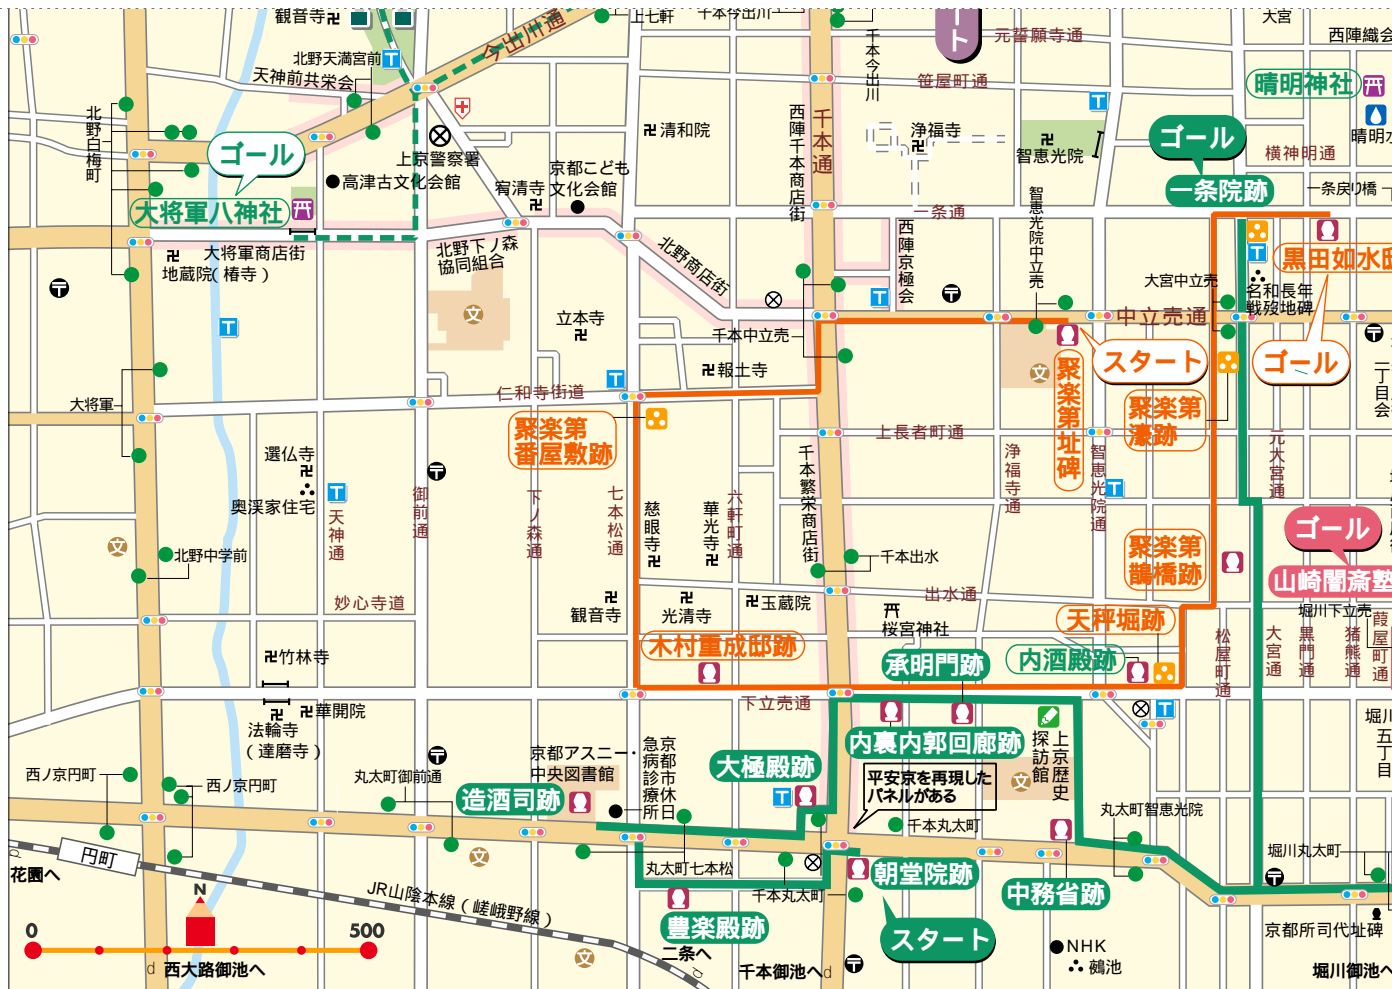 観音寺
上七軒
千本今出川
ート
大宮
今出川通
元誓願寺通
西陣織会
北野天満宮前
天神前共栄会
千本今出川
笹屋町通
晴明神社
晴明
北野白梅町
ゴール
上京警察署
清和院
西陣千本商店街
千本通
浄福寺
智恵光院
ゴール
横神明通
高津古文化会館
京都こども
文化会館
宥清寺
一条院跡
一条戻り橋
大将軍八神社
一条通
智恵光院中立売
大将軍商店街
地蔵院(椿寺)
北野下ノ森
協同組合
北野商店街
西陣京極会
黒田如水邸
大宮中立売
名和長年
戦歿地碑
立本寺
千本中立売
中立売通
スタート
ゴール
報土寺
聚楽第址碑
仁和寺街道
大将軍
聚楽第
濠跡
二丁目会
聚楽第
番屋敷跡
上長者町通
選仏寺
奥渓家住宅
天神通
御前通
下ノ森通
七本松通
慈眼寺
華光寺
六軒町通
千本繁栄商店街
浄福寺通
智恵光院通
元大宮通
ゴール
北野中学前
千本出水
聚楽第
鵲橋跡
山崎闇斎塾
妙心寺道
観音寺
光清寺
玉蔵院
出水通
桜宮神社
天秤堀跡
堀川下立売
竹林寺
木村重成邸跡
承明門跡
内酒殿跡
松屋町通
大宮通
黒門通
猪熊通
葭屋町通
法輪寺
(達磨寺)
華開院
下立売通
堀川
五丁目
内裏内郭回廊跡
上京歴史
探訪館
西ノ京円町
西ノ京円町
丸太町御前通
京都アスニー・
中央図書館
京都市休日
急病診療所
大極殿跡
平安京を再現した
パネルがある
造酒司跡
千本丸太町
丸太町智恵光院
円町
花園へ
丸太町七本松
千本丸太町
朝堂院跡
中務省跡
堀川丸太町
N
JR山陰本線(嵯峨野線)
豊楽殿跡
スタート
京都所司代址碑
0
500
二条へ
NHK
鵺池
西大路御池へ
千本御池へ
堀川御池へ